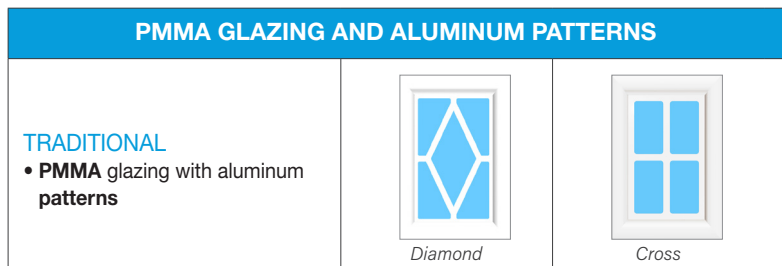 PMMA GLAZING AND ALUMINUM PATTERNS
TRADITIONAL
• PMMA glazing with aluminum
patterns
Diamond
Cross